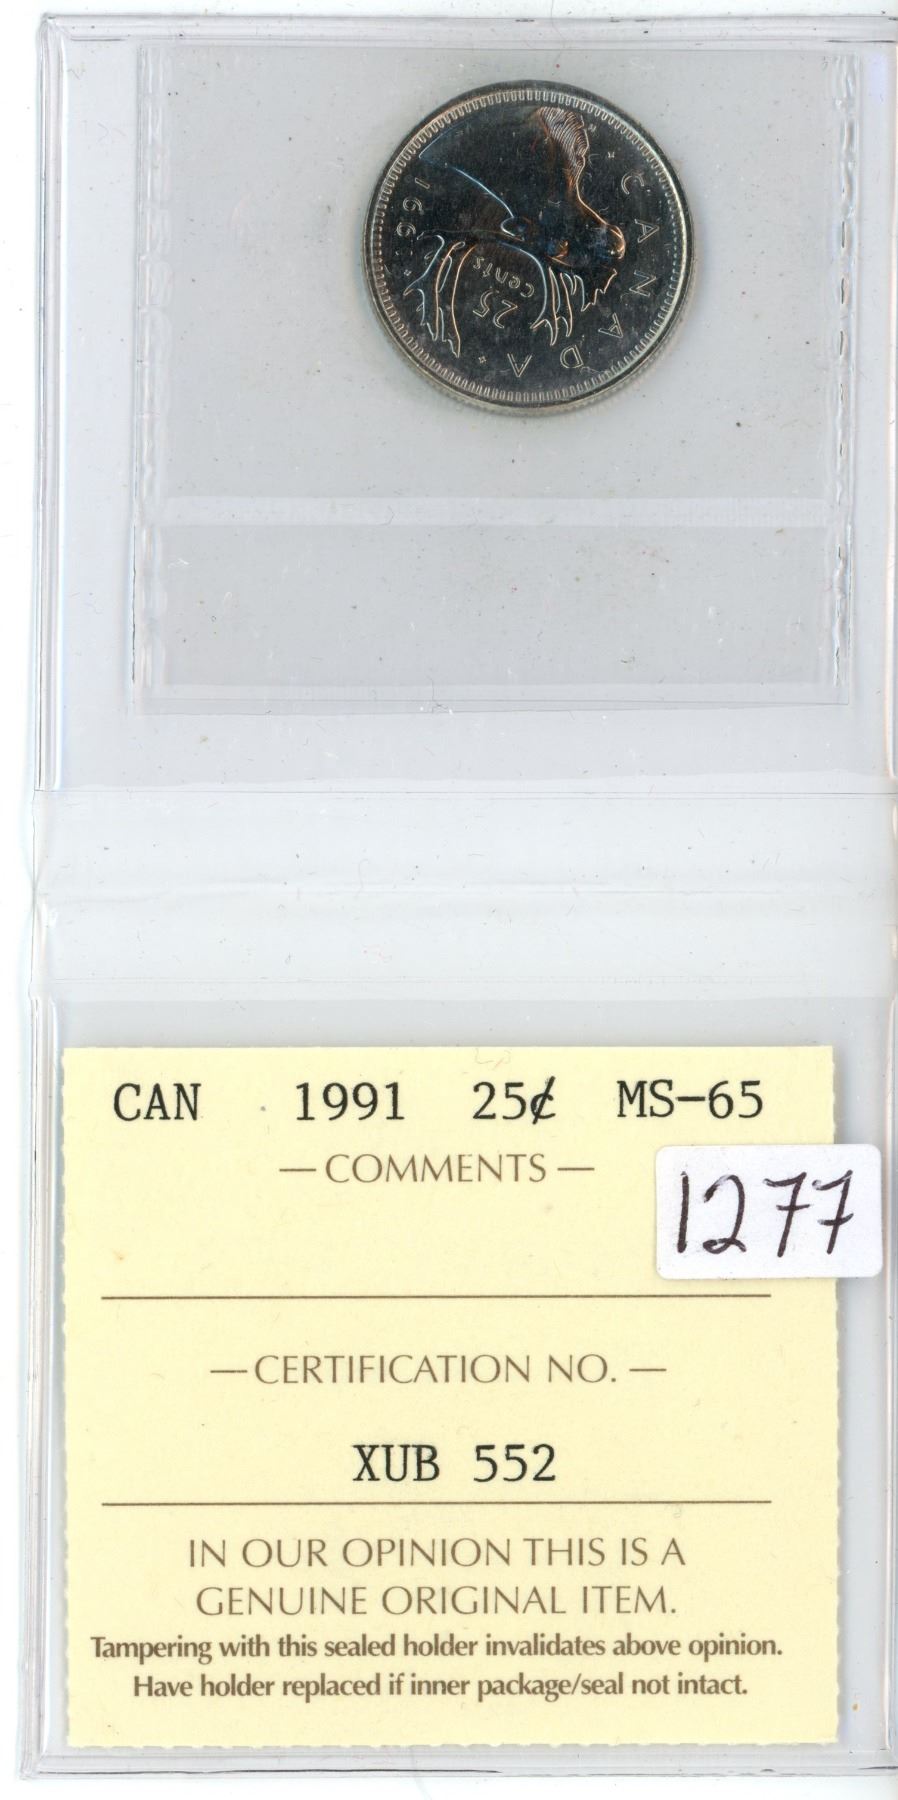 CANADA
25
cents
CAN 1991 25¢ MS-65
— COMMENTS —
1277
— CERTIFICATION NO. —
XUB 552
IN OUR OPINION THIS IS A
GENUINE ORIGINAL ITEM.
Tampering with this sealed holder invalidates above opinion.
Have holder replaced if inner package/seal not intact.